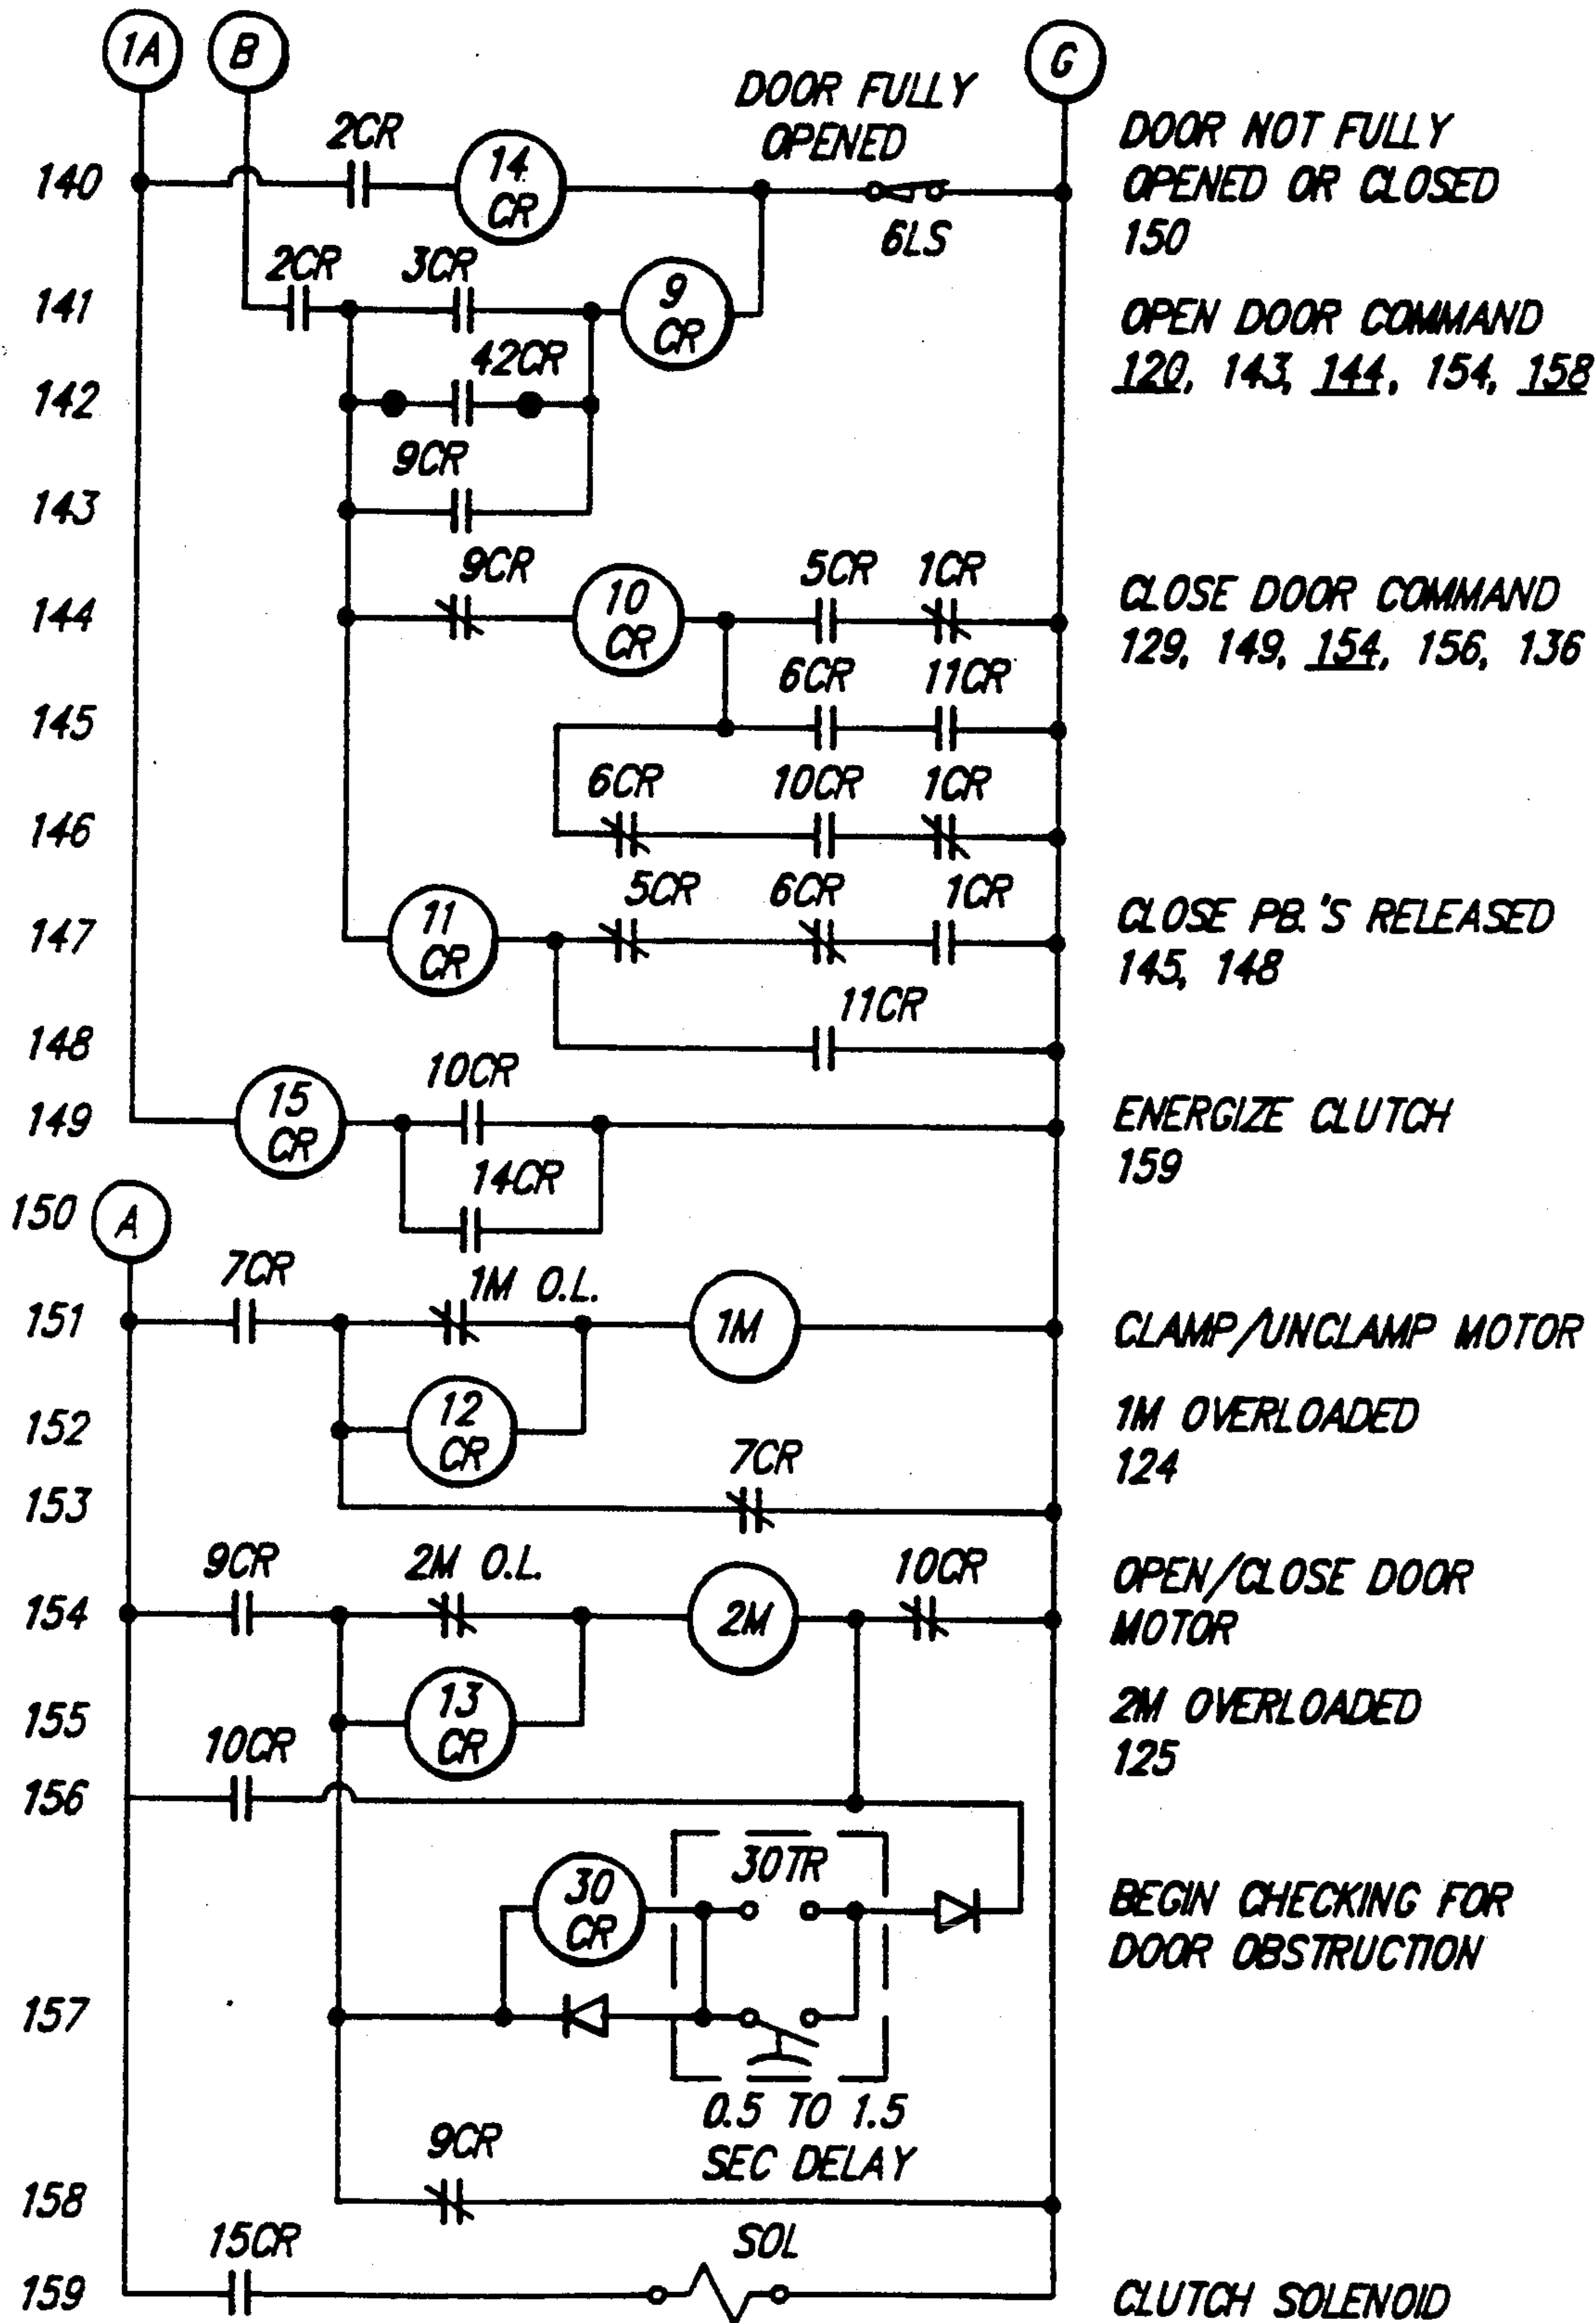 1A B G
DOOR FULLY
OPENED
2CR
140
14
CR
6LS
DOOR NOT FULLY
OPENED OR CLOSED
150
2CR 3CR
141
9
CR
OPEN DOOR COMMAND
120, 143, 144, 154, 158
42CR
142
9CR
143
9CR 5CR 1CR
144
10
CR
CLOSE DOOR COMMAND
129, 149, 154, 156, 136
6CR 11CR
145
6CR 10CR 1CR
146
5CR 6CR 1CR
147
11
CR
CLOSE PB.'S RELEASED
145, 148
11CR
148
10CR
149
15
CR
ENERGIZE CLUTCH
159
14CR
150 A
7CR 1M O.L.
151 1M CLAMP/UNCLAMP MOTOR
152
12
CR
1M OVERLOADED
124
7CR
153
9CR 2M O.L. 10CR
154 2M
OPEN/CLOSE DOOR
MOTOR
155
13
CR
2M OVERLOADED
125
10CR
156
30TR
30
CR
BEGIN CHECKING FOR
DOOR OBSTRUCTION
157
0.5 TO 1.5
SEC DELAY
9CR
158
15CR SOL
159 CLUTCH SOLENOID